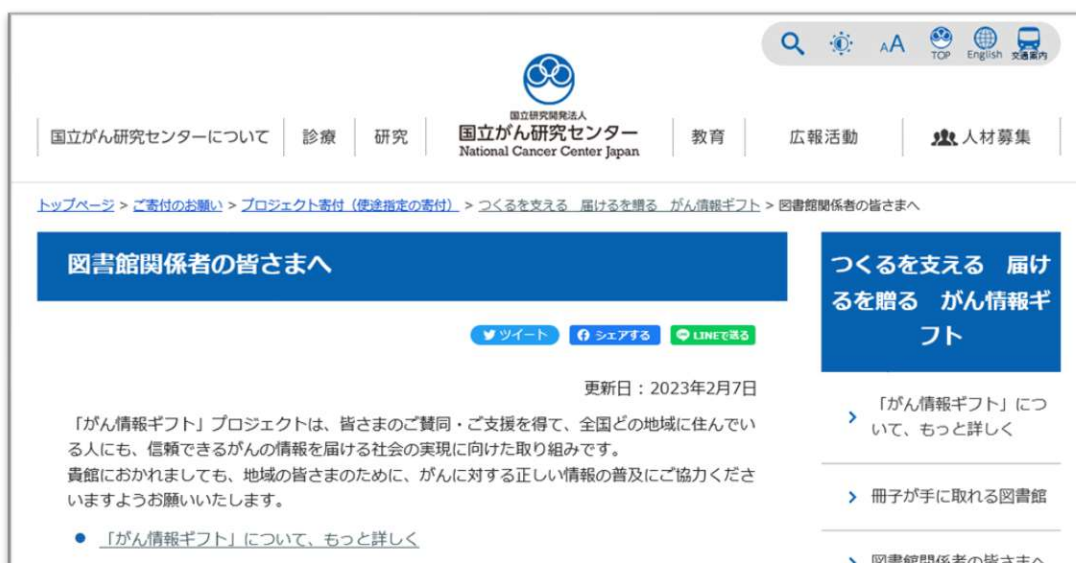 AA TOP English 交通案内
国立研究開発法人
国立がん研究センターについて 診療 研究 国立がん研究センター 教育 広報活動 人材募集
National Cancer Center Japan
トップページ > ご寄付のお願い > プロジェクト寄付（使途指定の寄付） > つくるを支える 届けるを贈る がん情報ギフト > 図書館関係者の皆さまへ
図書館関係者の皆さまへ
ツイート シェアする LINEで送る
更新日：2023年2月7日
「がん情報ギフト」プロジェクトは、皆さまのご賛同・ご支援を得て、全国どの地域に住んでい
る人にも、信頼できるがんの情報を届ける社会の実現に向けた取り組みです。
貴館におかれましても、地域の皆さまのために、がんに対する正しい情報の普及にご協力くださ
いますようお願いいたします。
● 「がん情報ギフト」について、もっと詳しく
つくるを支える 届け
るを贈る がん情報ギ
フト
「がん情報ギフト」につ
いて、もっと詳しく
冊子が手に取れる図書館
図書館関係者の皆さまへ